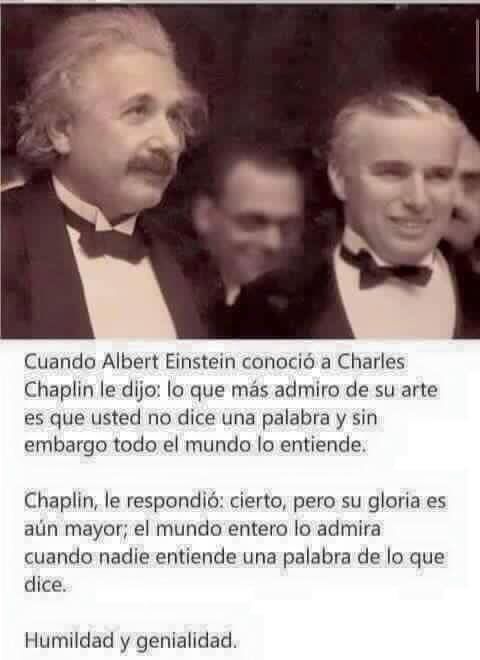 Cuando Albert Einstein conoció a Charles
Chaplin le dijo: lo que más admiro de su arte
es que usted no dice una palabra y sin
embargo todo el mundo lo entiende.
Chaplin, le respondió: cierto, pero su gloria es
aún mayor; el mundo entero lo admira
cuando nadie entiende una palabra de lo que
dice.
Humildad y genialidad.